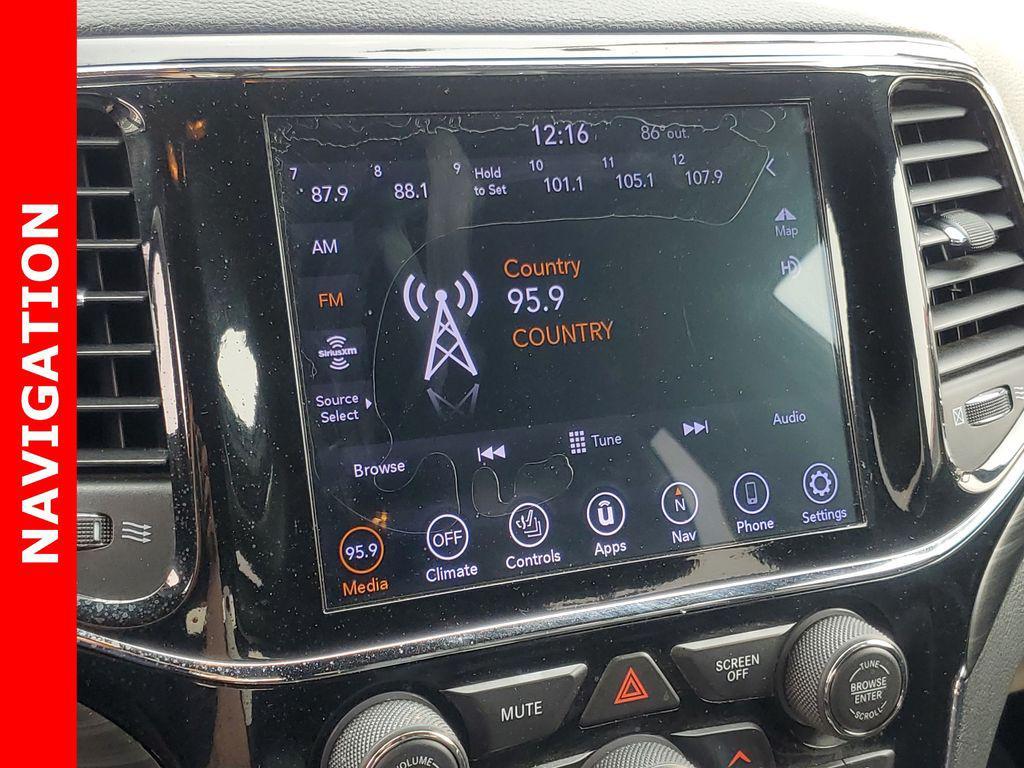 NAVIGATION
12:16
86° out.
7
87.9
8
88.1
9
Hold
to Set
10
101.1
11
105.1
12
107.9
AM
FM
SiriusXM
Source
Select
Country
95.9
COUNTRY
Map
HD
Browse
Tune
Audio
95.9
Media
OFF
Climate
Controls
û
Apps
N
Nav
Phone
Settings
MUTE
SCREEN
OFF
TUNE
BROWSE
ENTER
SCROLL
VOLUME